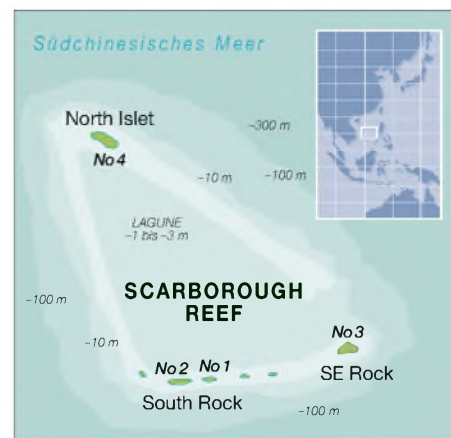 Südchinesisches Meer
North Islet
No 4
-300 m
-10 m
-100 m
LAGUNE
-1 bis -3 m
SCARBOROUGH
REEF
-100 m
-10 m
No 3
SE Rock
No 2
No 1
South Rock
-100 m